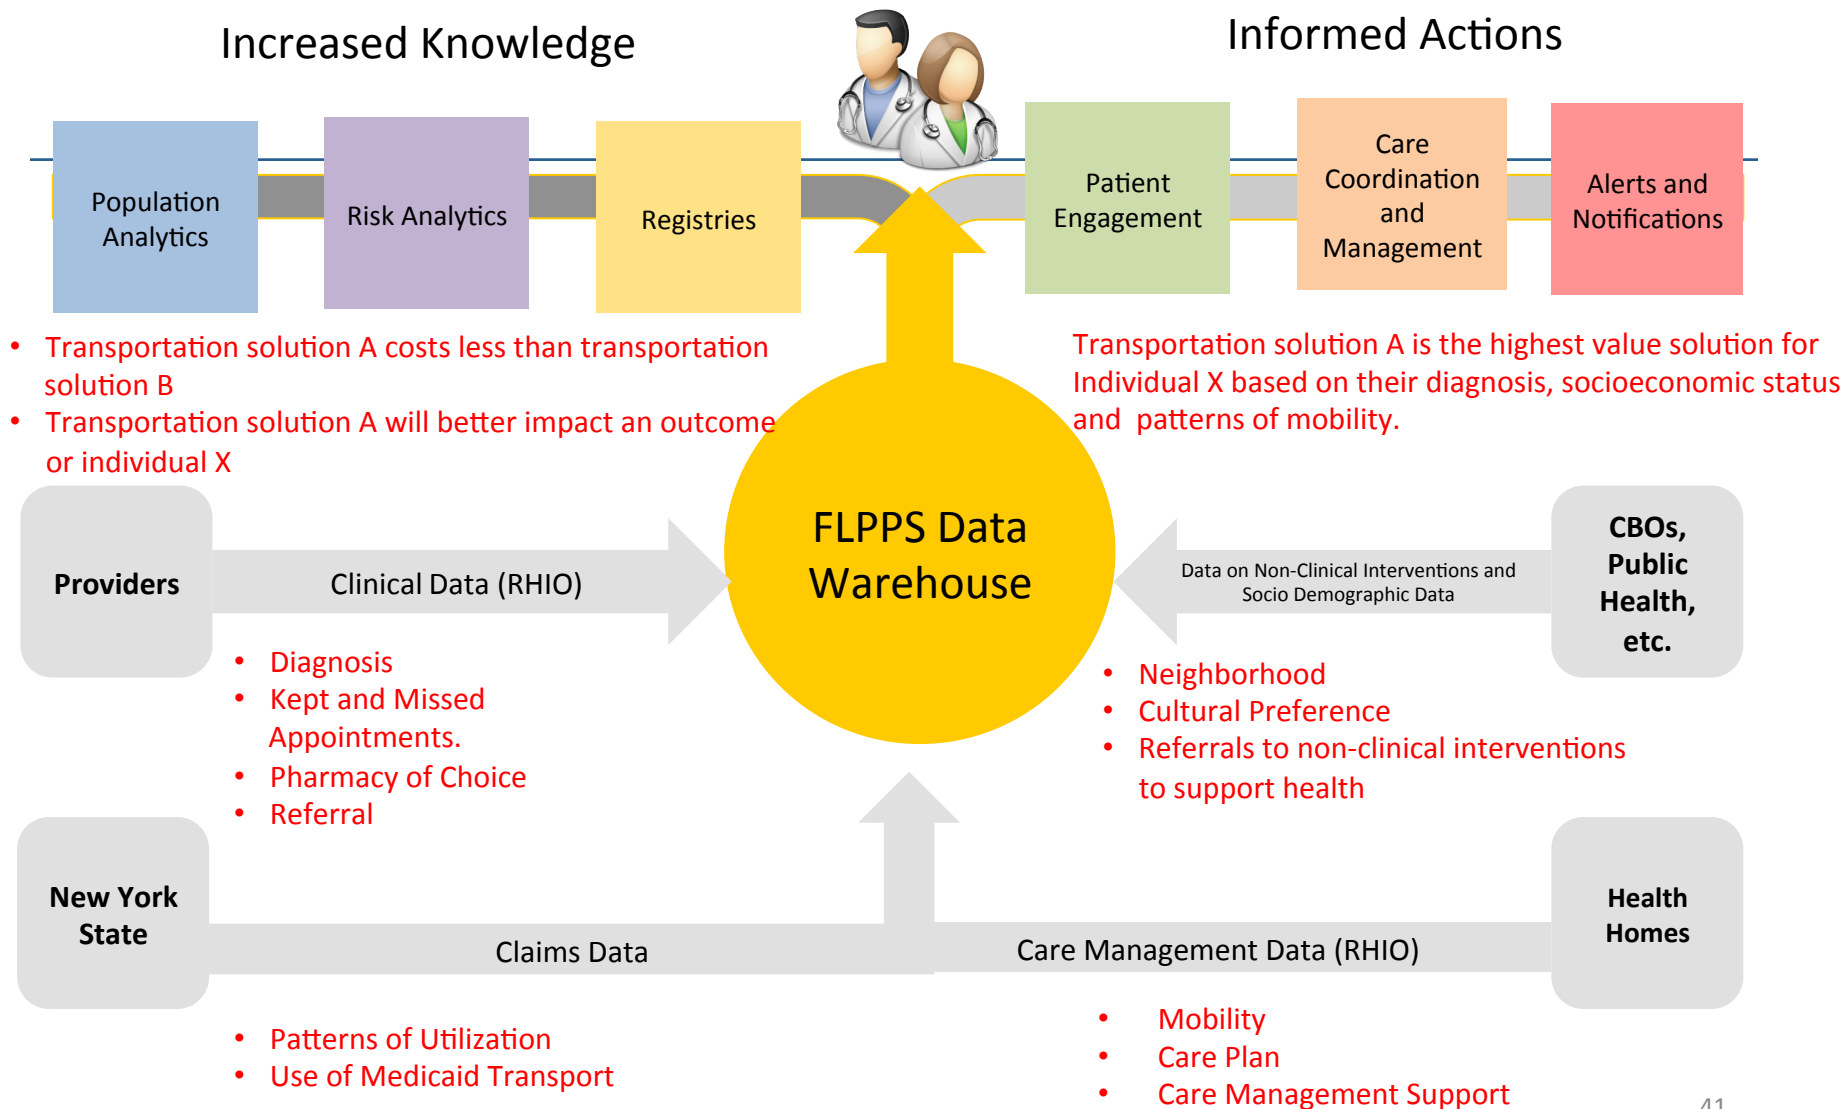 Increased Knowledge
Informed Actions
Population
Analytics
Risk Analytics
Registries
Patient
Engagement
Care
Coordination
and
Management
Alerts and
Notifications
• Transportation solution A costs less than transportation
solution B
• Transportation solution A will better impact an outcome
or individual X
Transportation solution A is the highest value solution for
Individual X based on their diagnosis, socioeconomic status
and patterns of mobility.
FLPPS Data
Warehouse
Providers
Clinical Data (RHIO)
Data on Non-Clinical Interventions and
Socio Demographic Data
CBOs,
Public
Health,
etc.
• Diagnosis
• Kept and Missed
Appointments.
• Pharmacy of Choice
• Referral
• Neighborhood
• Cultural Preference
• Referrals to non-clinical interventions
to support health
New York
State
Claims Data
Care Management Data (RHIO)
Health
Homes
• Patterns of Utilization
• Use of Medicaid Transport
• Mobility
• Care Plan
• Care Management Support
41